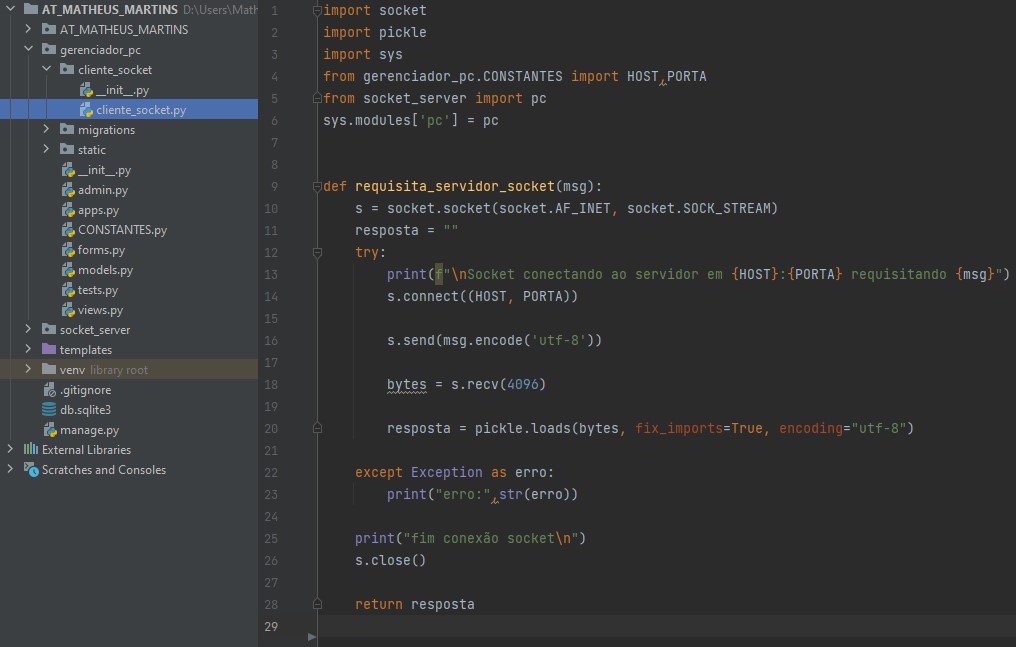 AT_MATHEUS_MARTINS D:\Users\Math
AT_MATHEUS_MARTINS
gerenciador_pc
cliente_socket
__init__.py
cliente_socket.py
migrations
static
__init__.py
admin.py
apps.py
CONSTANTES.py
forms.py
models.py
tests.py
views.py
socket_server
templates
venv library root
.gitignore
db.sqlite3
manage.py
External Libraries
Scratches and Consoles
1 import socket
2 import pickle
3 import sys
4 from gerenciador_pc.CONSTANTES import HOST,PORTA
5 from socket_server import pc
6 sys.modules['pc'] = pc
7
8
9 def requisita_servidor_socket(msg):
10 s = socket.socket(socket.AF_INET, socket.SOCK_STREAM)
11 resposta = ""
12 try:
13 print(f"\nSocket conectando ao servidor em {HOST}:{PORTA} requisitando {msg}")
14 s.connect((HOST, PORTA))
15
16 s.send(msg.encode('utf-8'))
17
18 bytes = s.recv(4096)
19
20 resposta = pickle.loads(bytes, fix_imports=True, encoding="utf-8")
21
22 except Exception as erro:
23 print("erro:",str(erro))
24
25 print("fim conexão socket\n")
26 s.close()
27
28 return resposta
29